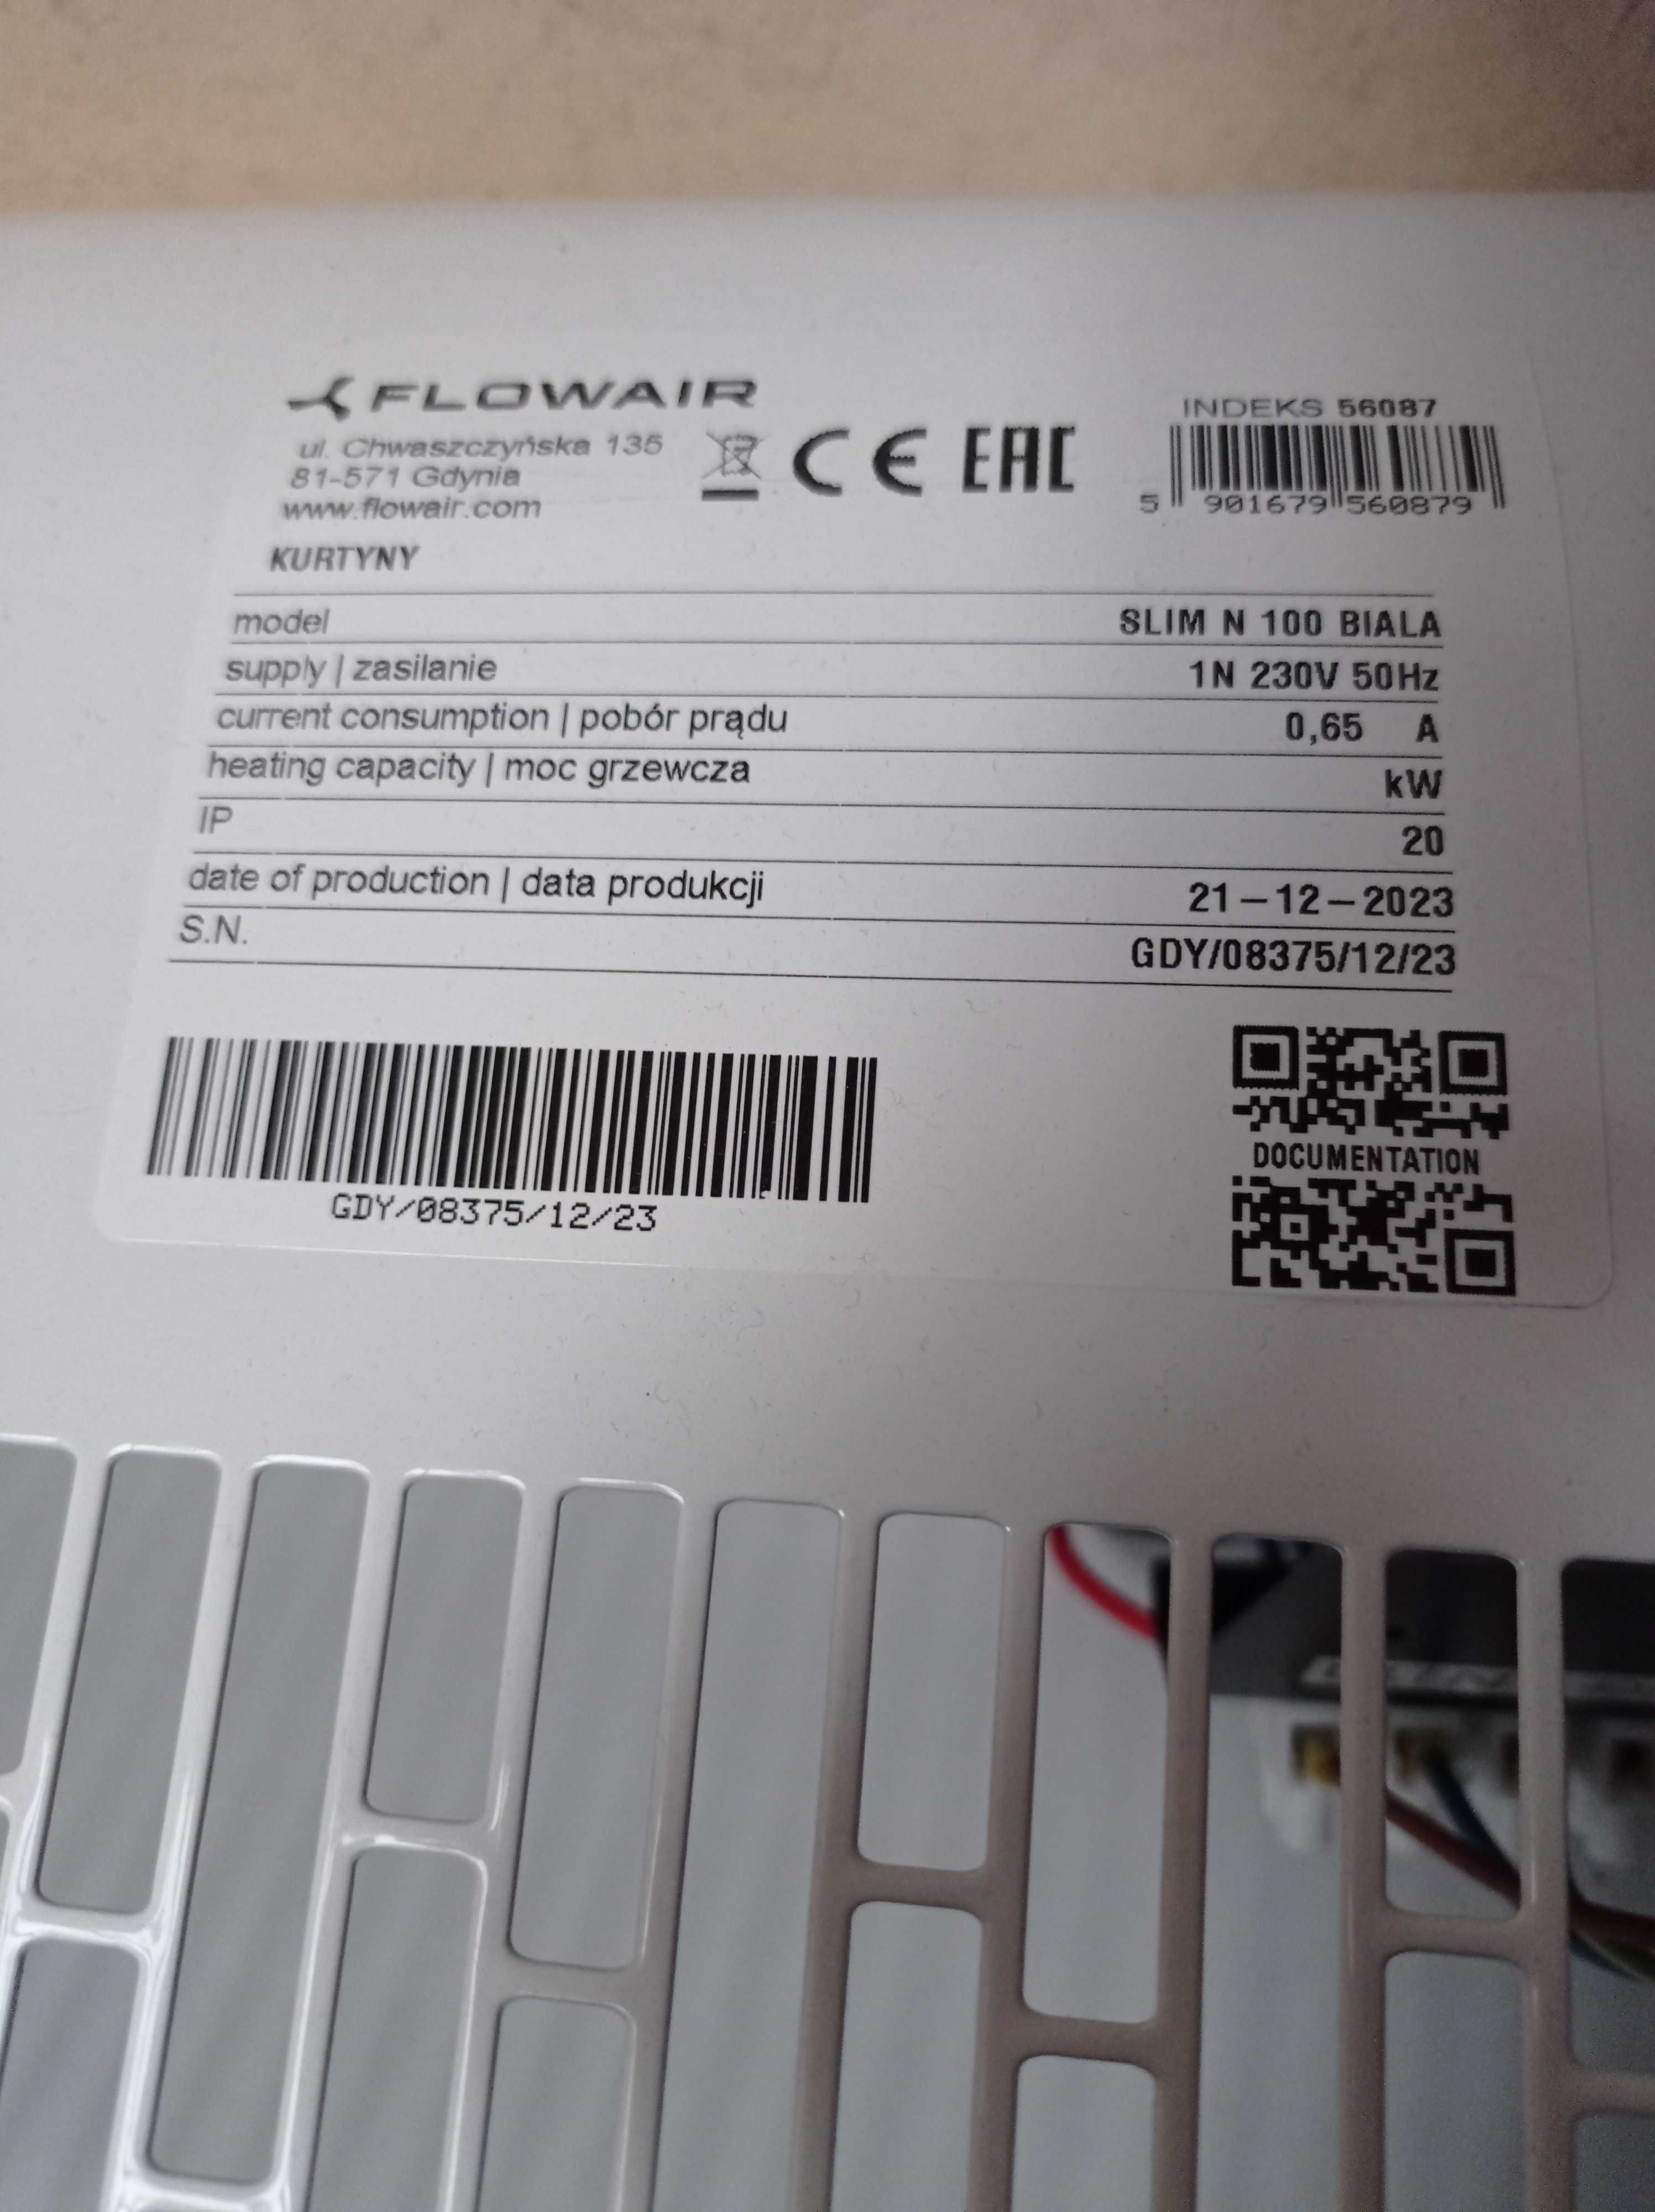 FLOWAIR
ul. Chwaszczyńska 135
81-571 Gdynia
www.flowair.com
CE EAC
INDEKS 56087
5 901679 560879
KURTYNY
model SLIM N 100 BIALA
supply | zasilanie 1N 230V 50Hz
current consumption | pobór prądu 0,65 A
heating capacity | moc grzewcza kW
IP 20
date of production | data produkcji 21-12-2023
S.N. GDY/08375/12/23
GDY/08375/12/23
DOCUMENTATION